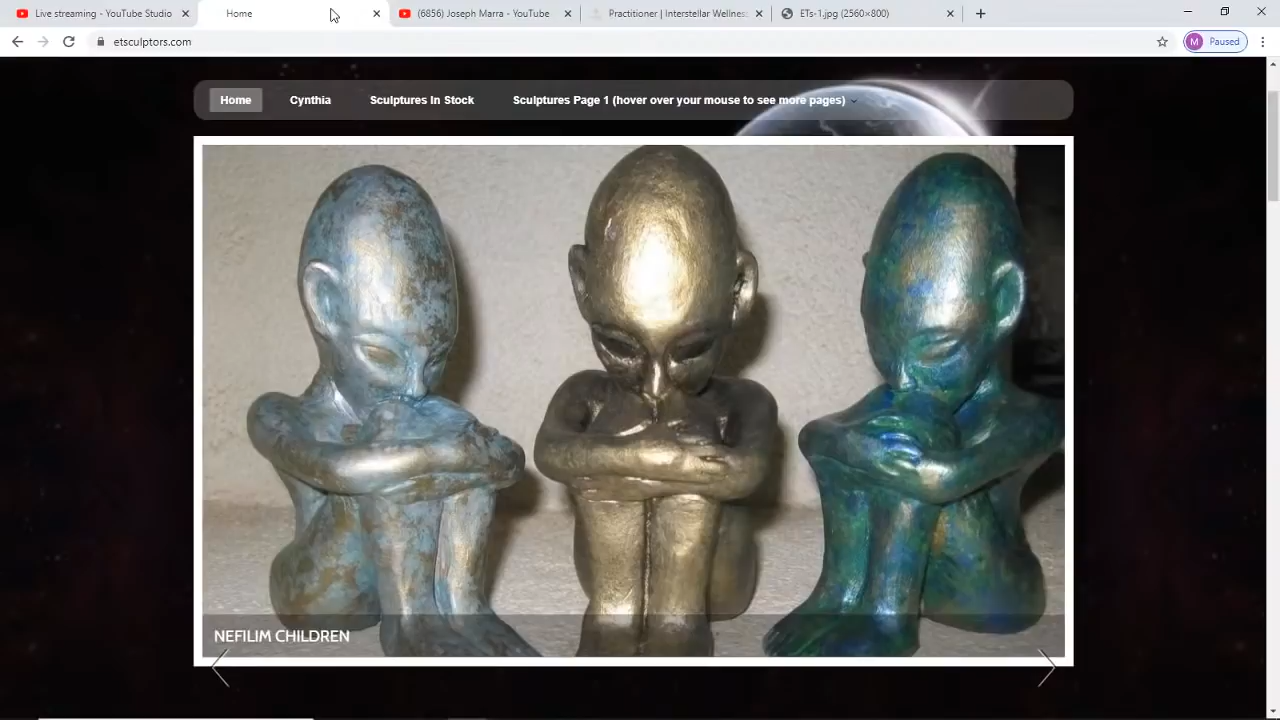 Live streaming - YouTube Studio
Home
(6856) Joseph Marra - YouTube
Practitioner | Interstellar Wellness
ETs-1.jpg (2560×800)
etsculptors.com
M
Paused
Home
Cynthia
Sculptures In Stock
Sculptures Page 1 (hover over your mouse to see more pages)
NEFILIM CHILDREN